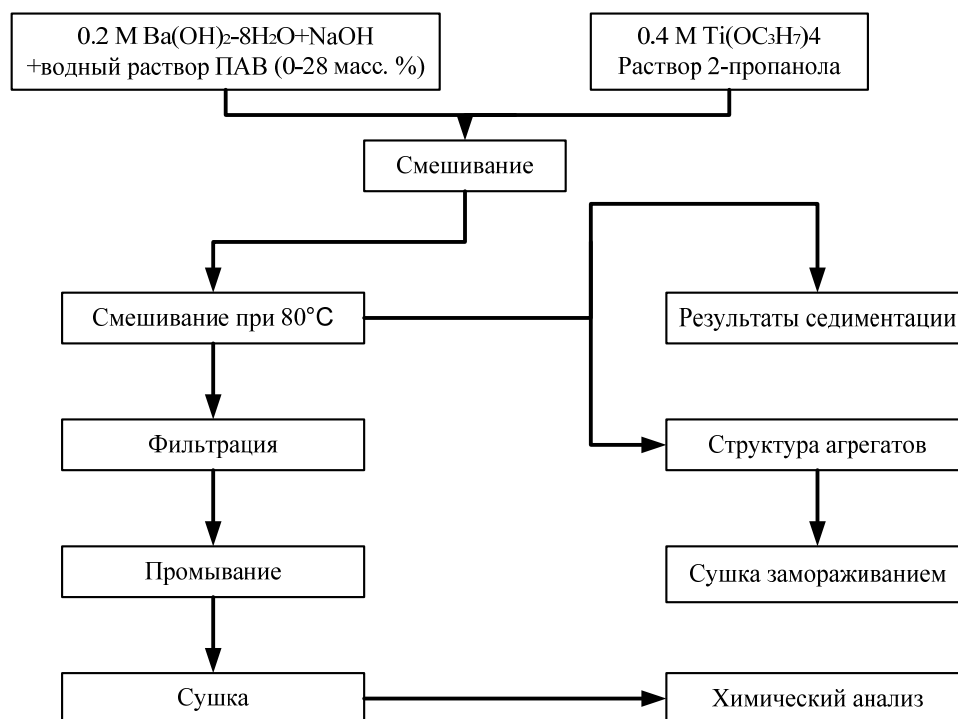 0.2 M Ba(OH)₂-8H₂O+NaOH
+водный раствор ПАВ (0-28 масс. %)
0.4 M Ti(OC₃H₇)4
Раствор 2-пропанола
Смешивание
Смешивание при 80°C
Результаты седиментации
Фильтрация
Структура агрегатов
Промывание
Сушка замораживанием
Сушка
Химический анализ